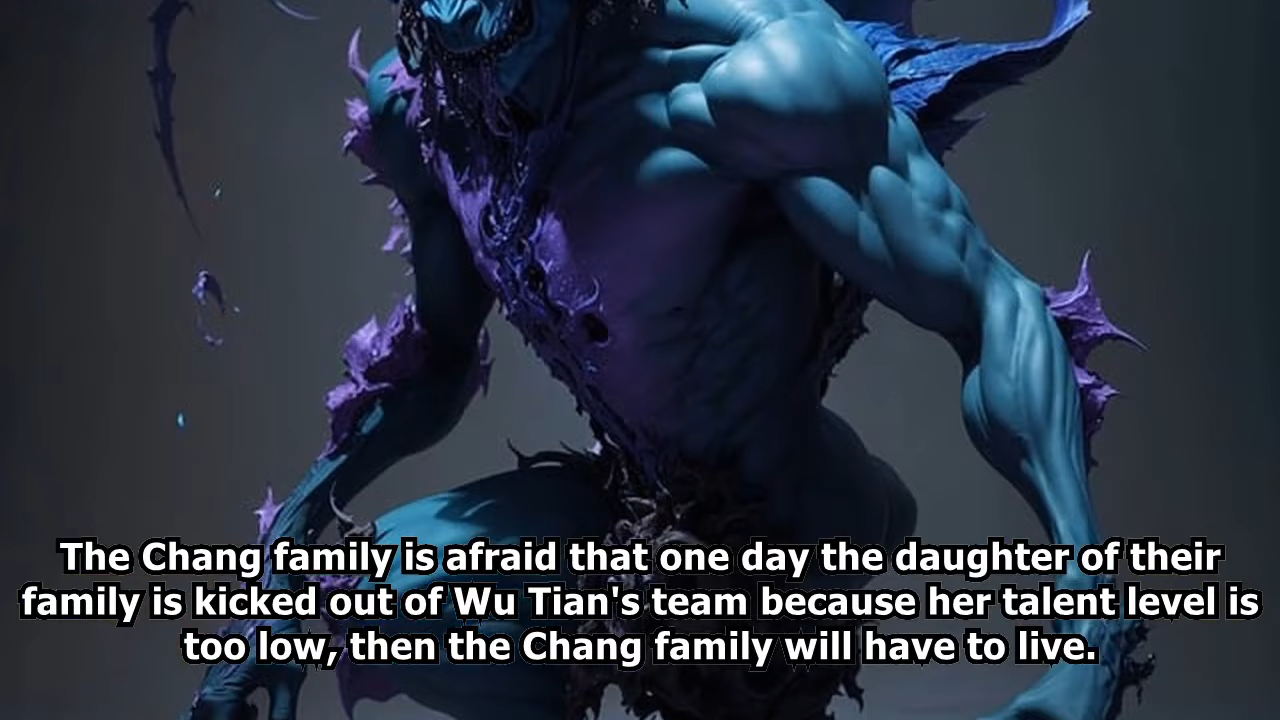 The Chang family is afraid that one day the daughter of their
family is kicked out of Wu Tian's team because her talent level is
too low, then the Chang family will have to live.